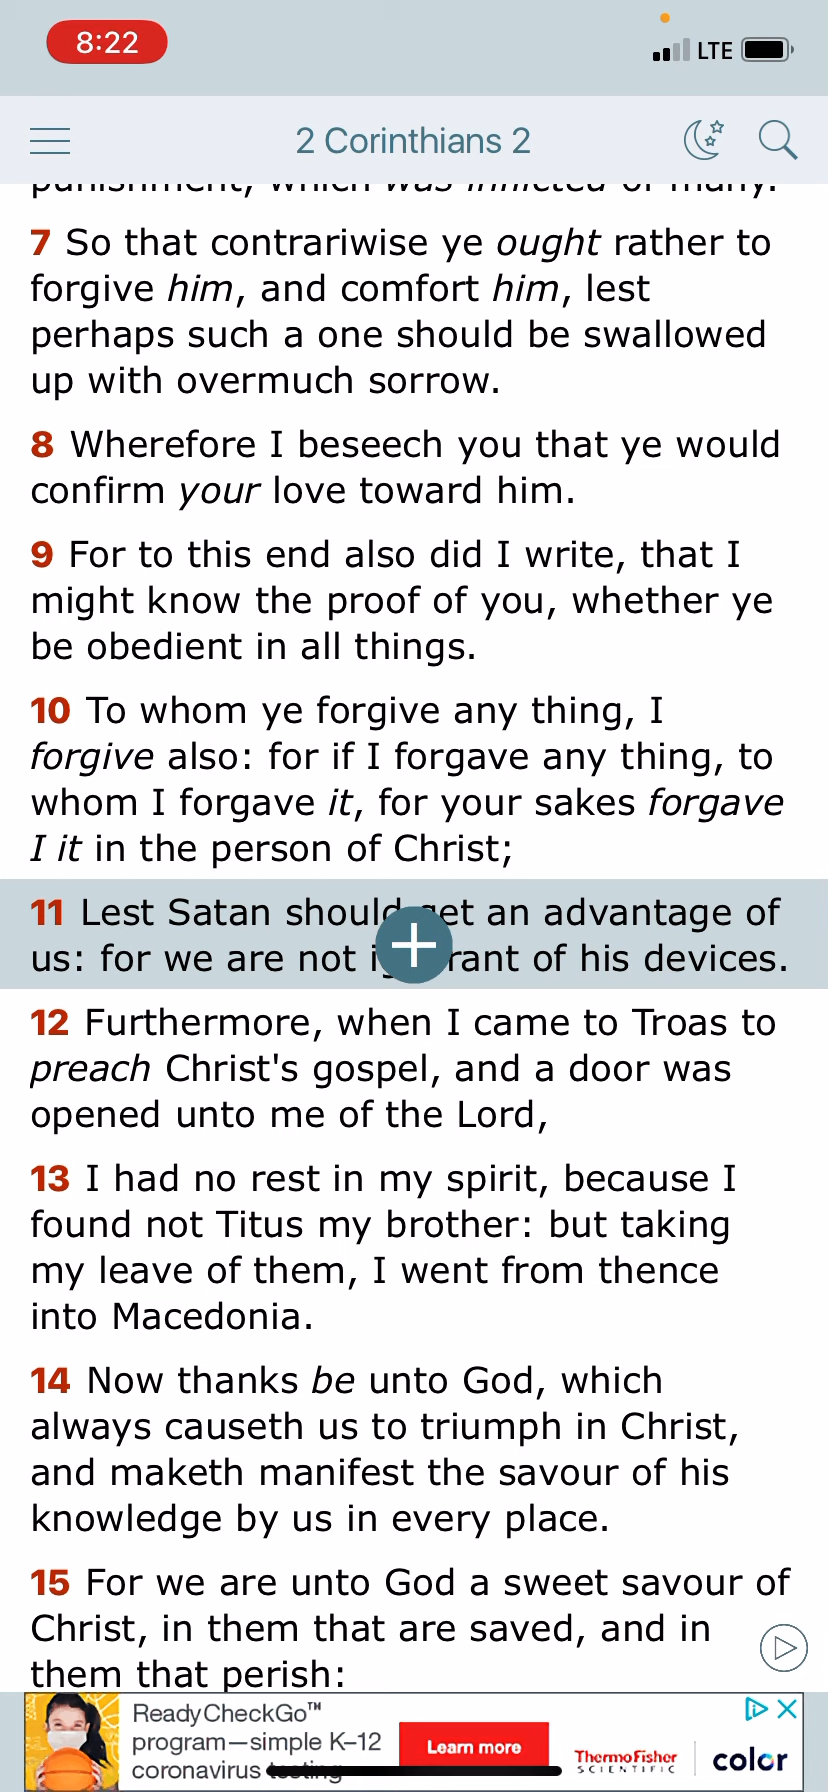 8:22
LTE
2 Corinthians 2
punishment, which was inflicted of many.
7 So that contrariwise ye ought rather to
forgive him, and comfort him, lest
perhaps such a one should be swallowed
up with overmuch sorrow.
8 Wherefore I beseech you that ye would
confirm your love toward him.
9 For to this end also did I write, that I
might know the proof of you, whether ye
be obedient in all things.
10 To whom ye forgive any thing, I
forgive also: for if I forgave any thing, to
whom I forgave it, for your sakes forgave
I it in the person of Christ;
11 Lest Satan should get an advantage of
us: for we are not ignorant of his devices.
12 Furthermore, when I came to Troas to
preach Christ's gospel, and a door was
opened unto me of the Lord,
13 I had no rest in my spirit, because I
found not Titus my brother: but taking
my leave of them, I went from thence
into Macedonia.
14 Now thanks be unto God, which
always causeth us to triumph in Christ,
and maketh manifest the savour of his
knowledge by us in every place.
15 For we are unto God a sweet savour of
Christ, in them that are saved, and in
them that perish:
ReadyCheckGo™
program—simple K–12
coronavirus testing
Learn more
ThermoFisher
SCIENTIFIC
color